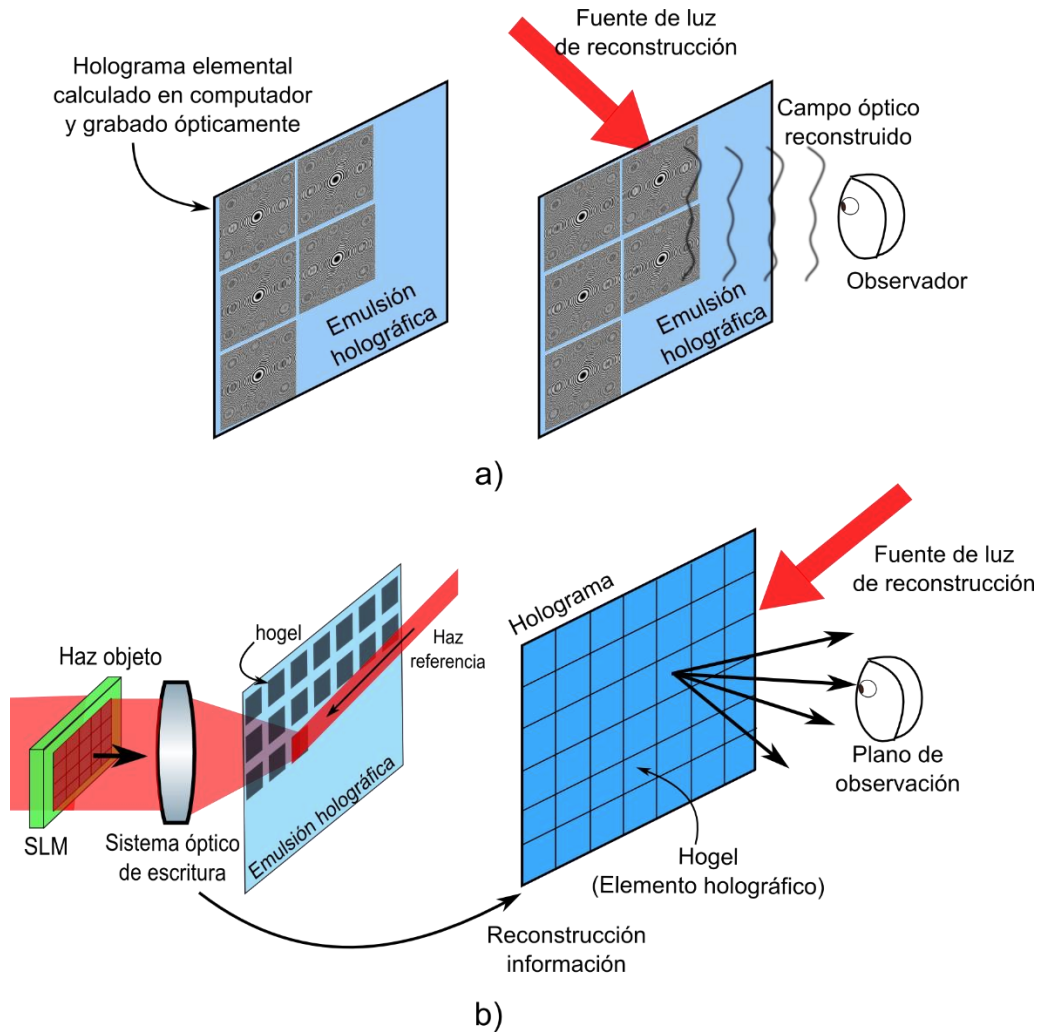 Fuente de luz
de reconstrucción
Holograma elemental
calculado en computador
y grabado ópticamente
Campo óptico
reconstruido
Emulsión
holográfica
Emulsión
holográfica
Observador
a)
Fuente de luz
de reconstrucción
Holograma
hogel
Haz
referencia
Haz objeto
Emulsión holográfica
SLM
Sistema óptico
de escritura
Plano de
observación
Hogel
(Elemento holográfico)
Reconstrucción
información
b)